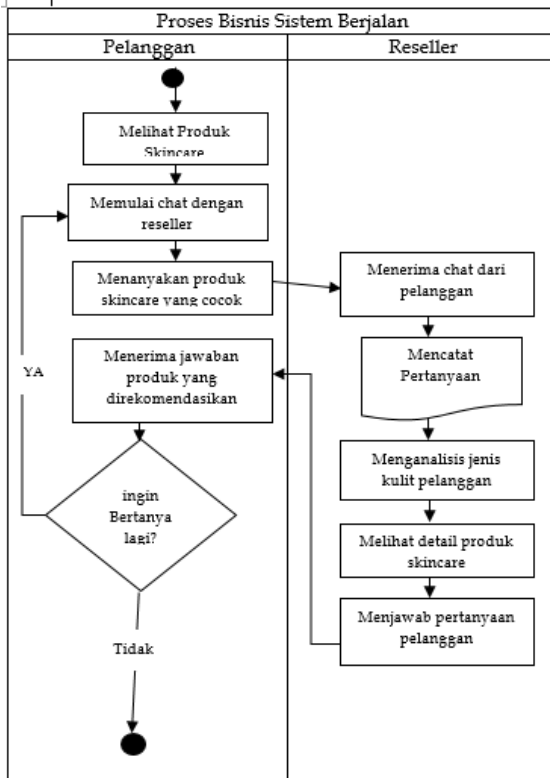 Proses Bisnis Sistem Berjalan
Pelanggan
Reseller
Melihat Produk
Skincare
Memulai chat dengan
reseller
Menanyakan produk
skincare yang cocok
Menerima chat dari
pelanggan
Mencatat
Pertanyaan
Menganalisis jenis
kulit pelanggan
Melihat detail produk
skincare
Menjawab pertanyaan
pelanggan
Menerima jawaban
produk yang
direkomendasikan
ingin
Bertanya
lagi?
YA
Tidak